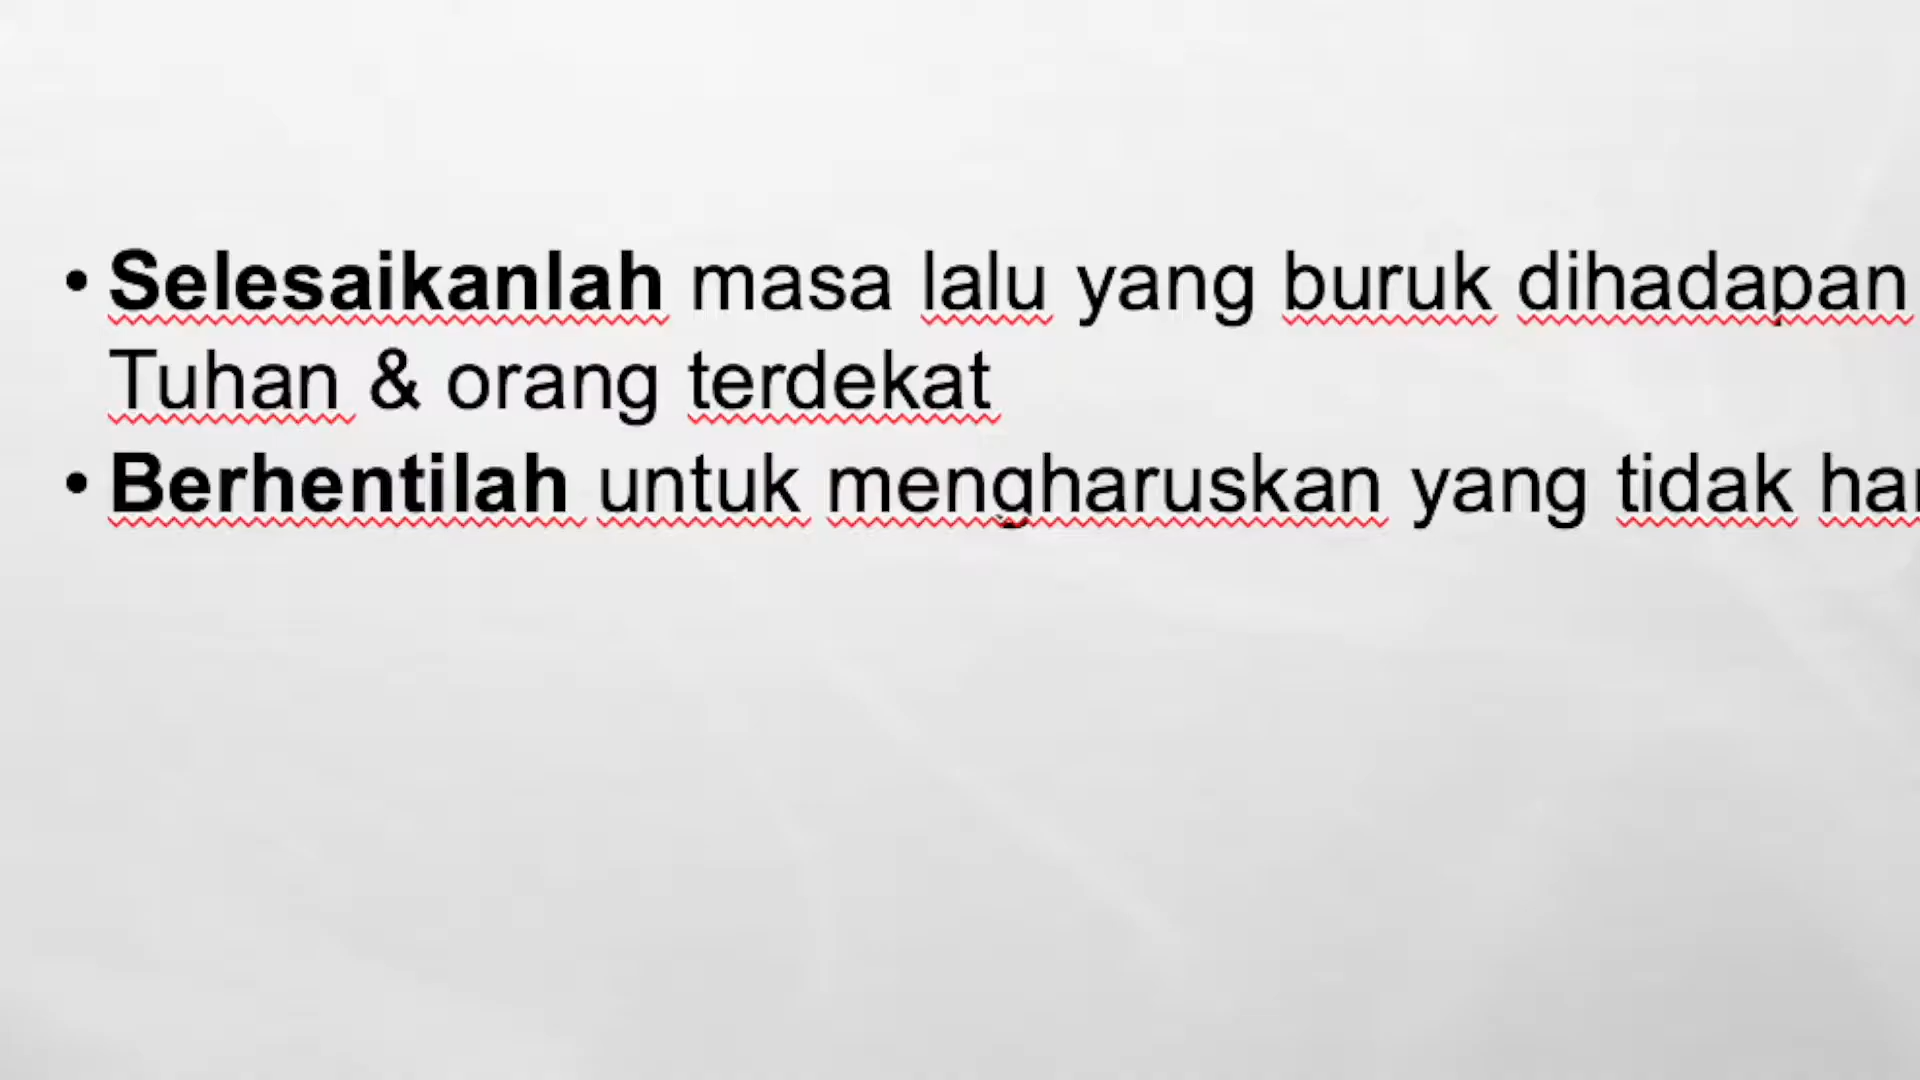 • Selesaikanlah masa lalu yang buruk dihadapan
Tuhan & orang terdekat
• Berhentilah untuk mengharuskan yang tidak